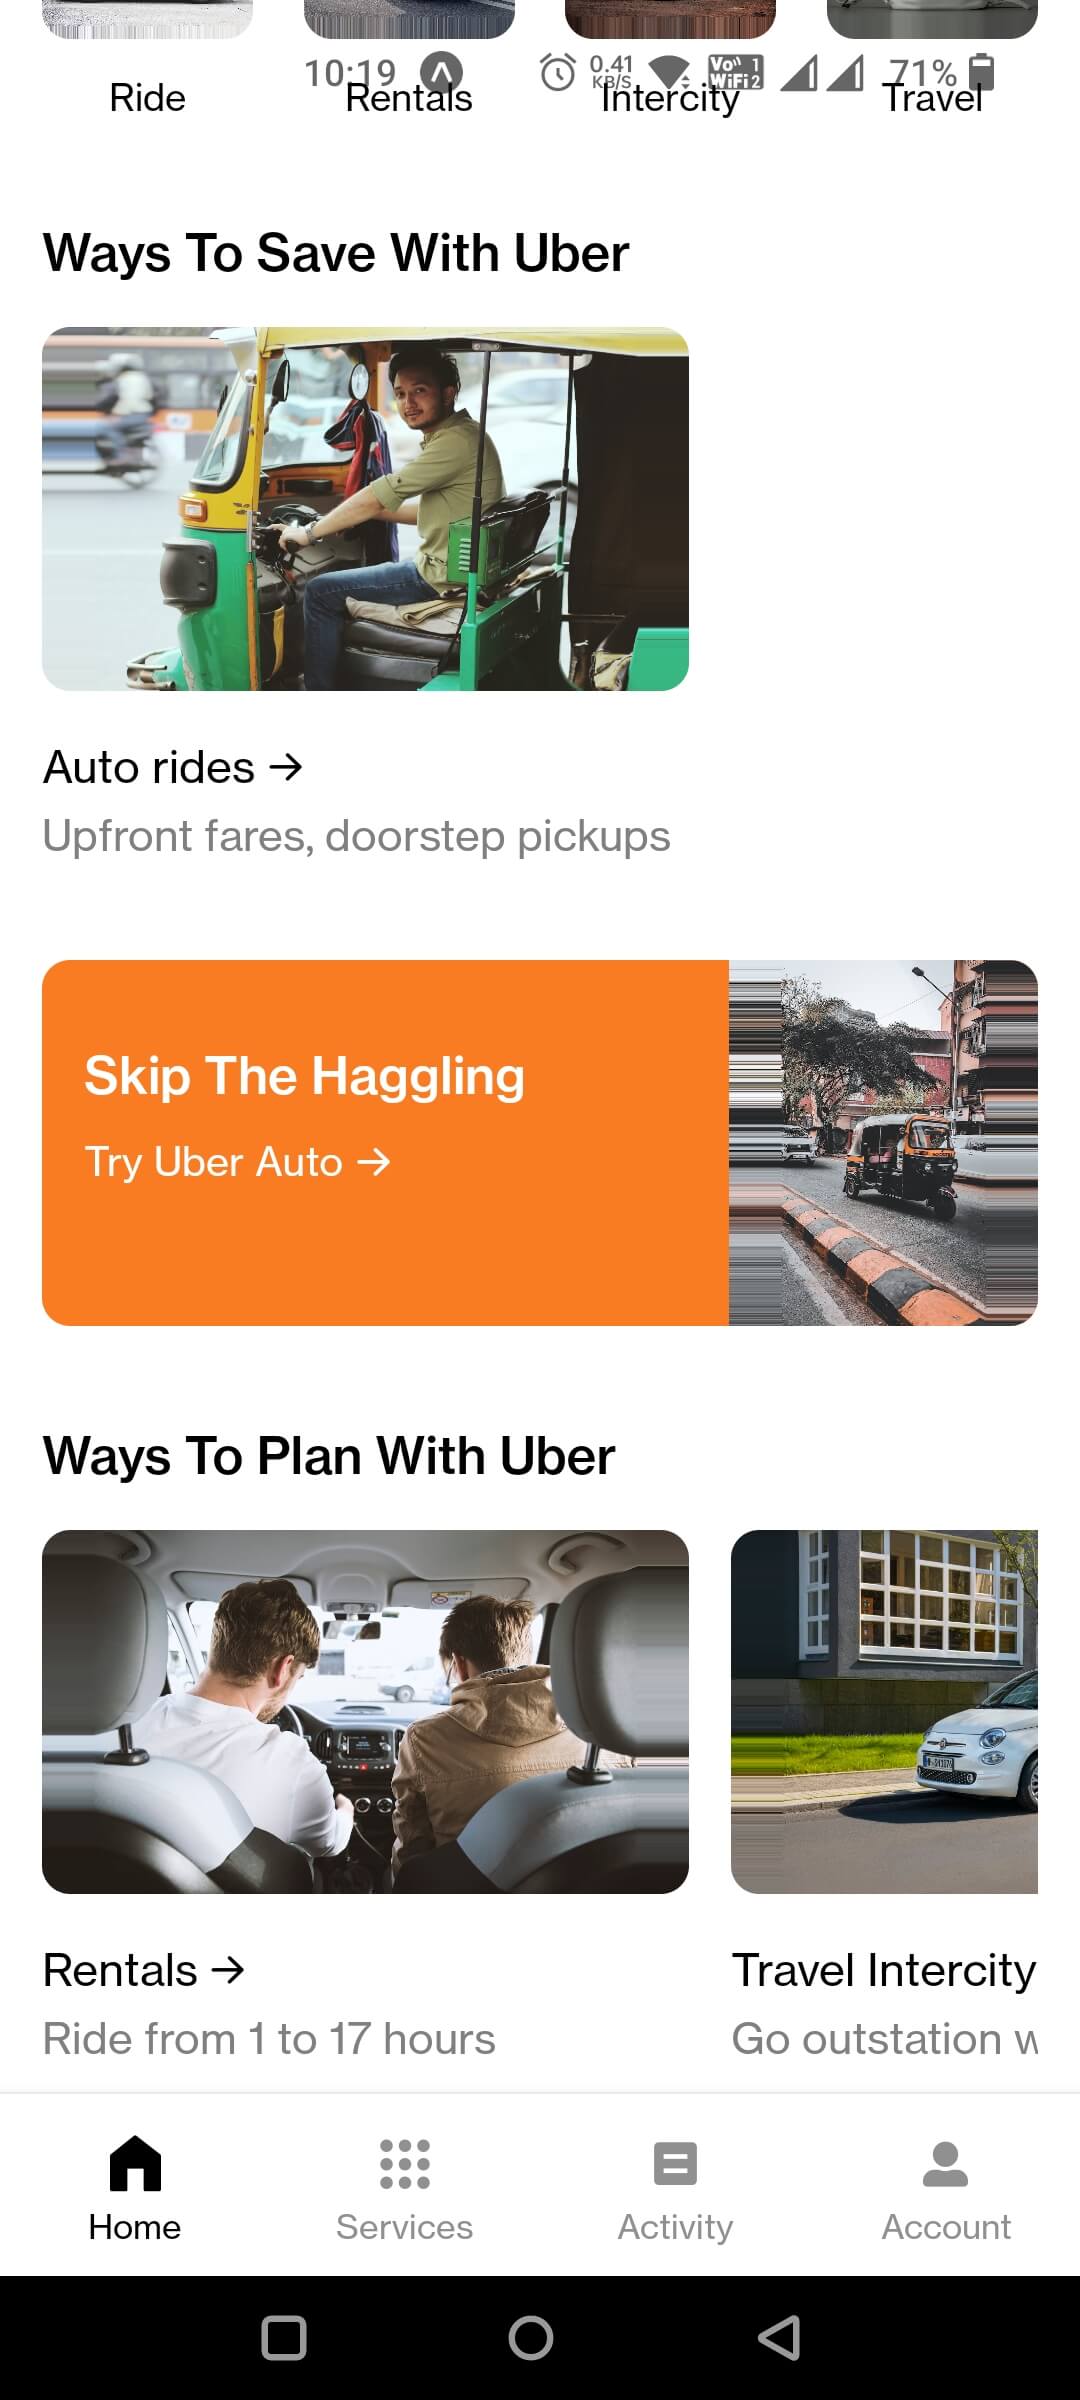 10:19 0.41 KB/S Vo 1 WiFi 2 71%
Ride Rentals Intercity Travel
Ways To Save With Uber
Auto rides →
Upfront fares, doorstep pickups
Skip The Haggling
Try Uber Auto →
Ways To Plan With Uber
Rentals → Travel Intercity
Ride from 1 to 17 hours Go outstation w
Home Services Activity Account